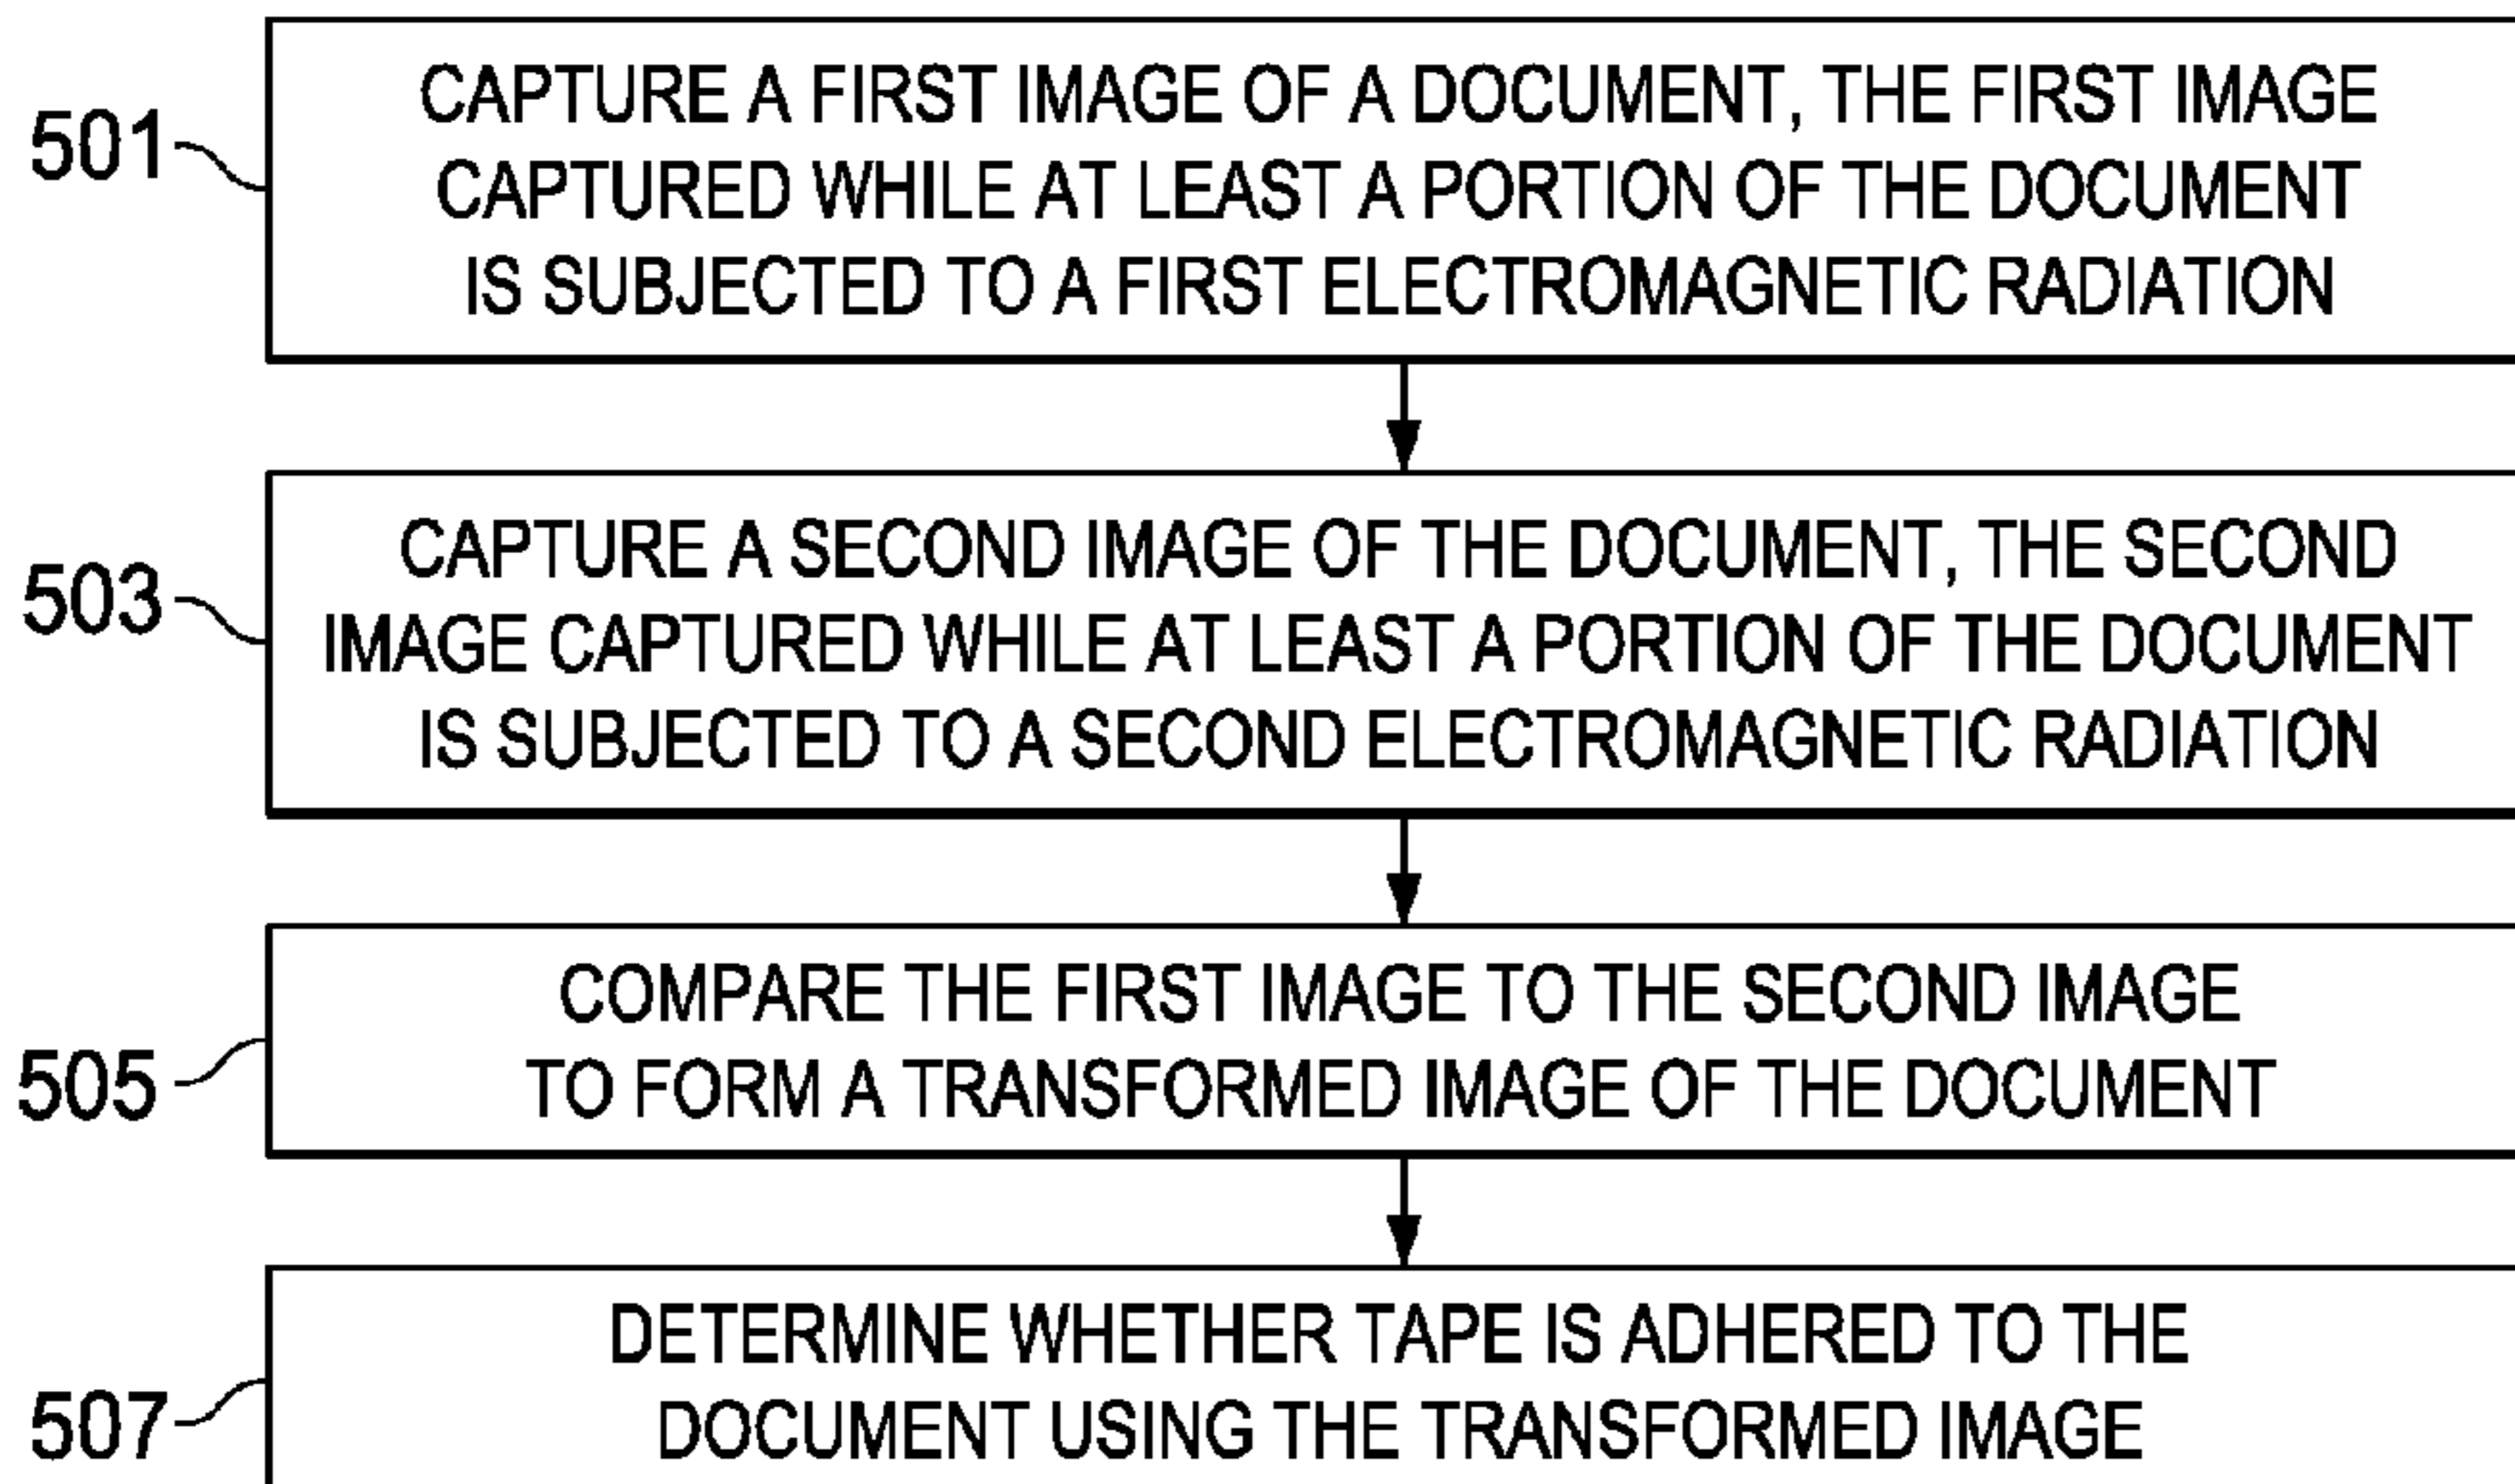 501
CAPTURE A FIRST IMAGE OF A DOCUMENT, THE FIRST IMAGE
CAPTURED WHILE AT LEAST A PORTION OF THE DOCUMENT
IS SUBJECTED TO A FIRST ELECTROMAGNETIC RADIATION
503
CAPTURE A SECOND IMAGE OF THE DOCUMENT, THE SECOND
IMAGE CAPTURED WHILE AT LEAST A PORTION OF THE DOCUMENT
IS SUBJECTED TO A SECOND ELECTROMAGNETIC RADIATION
505
COMPARE THE FIRST IMAGE TO THE SECOND IMAGE
TO FORM A TRANSFORMED IMAGE OF THE DOCUMENT
507
DETERMINE WHETHER TAPE IS ADHERED TO THE
DOCUMENT USING THE TRANSFORMED IMAGE